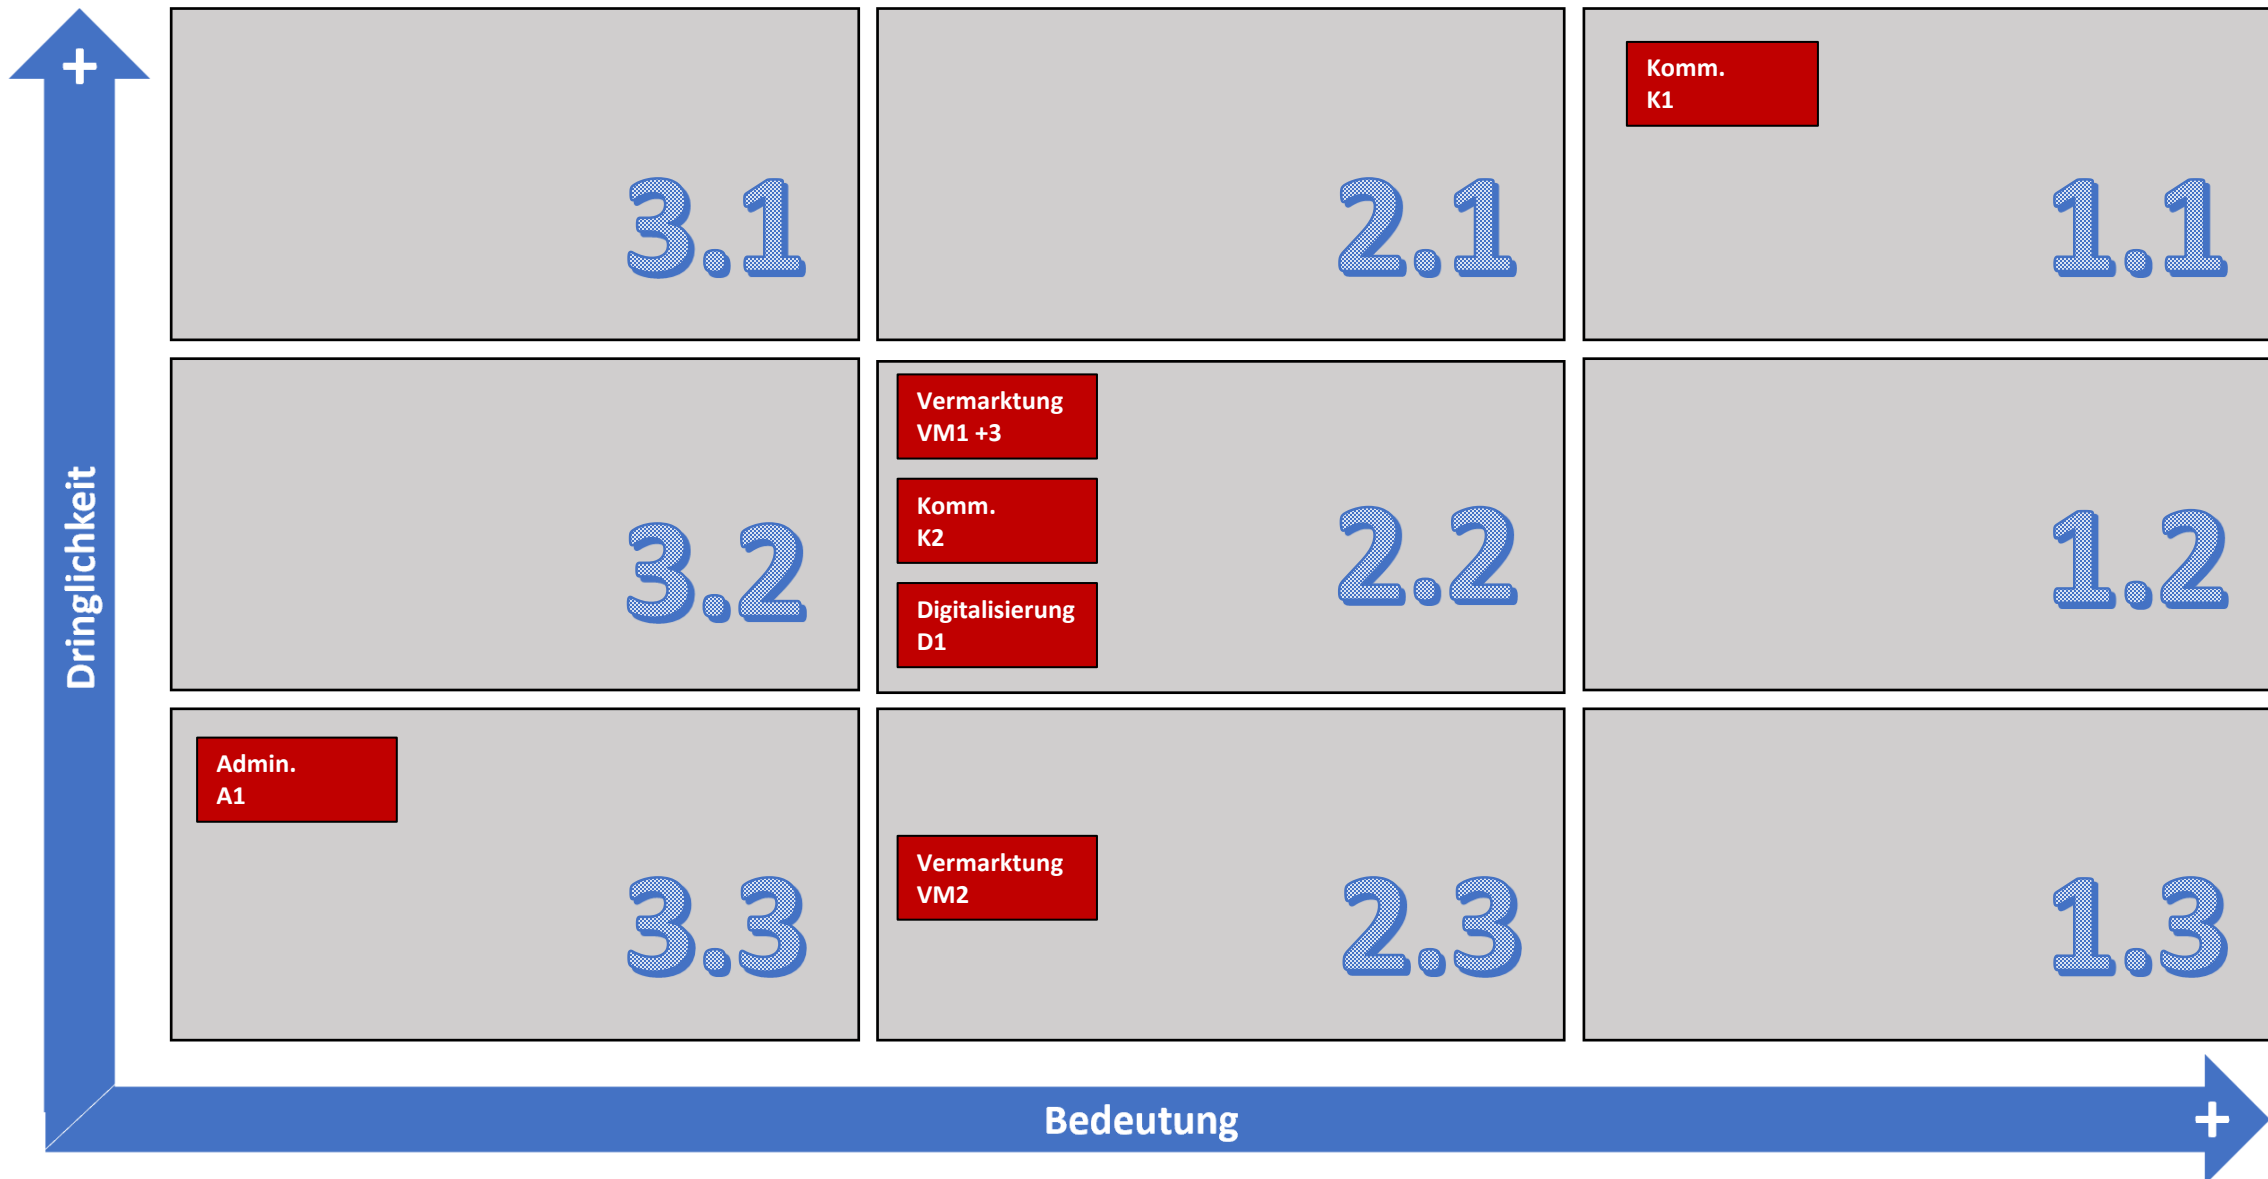 +
Dringlichkeit
3.1
2.1
Komm.
K1
1.1
3.2
Vermarktung
VM1 +3
Komm.
K2
Digitalisierung
D1
2.2
1.2
Admin.
A1
3.3
Vermarktung
VM2
2.3
1.3
Bedeutung
+